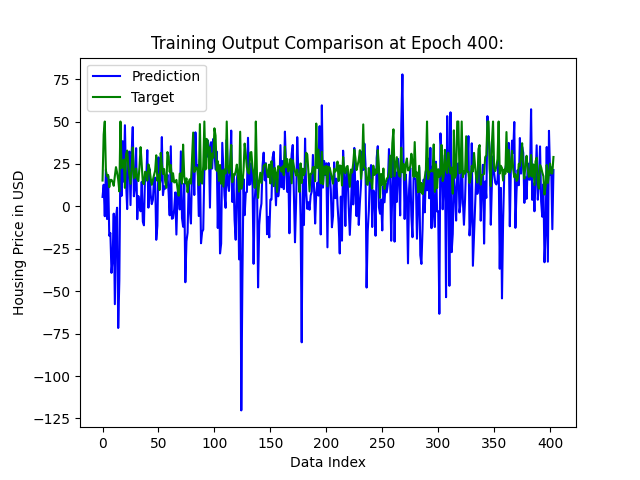 Training Output Comparison at Epoch 400:
Prediction
Target
75
50
25
0
−25
−50
−75
−100
−125
Housing Price in USD
0 50 100 150 200 250 300 350 400
Data Index